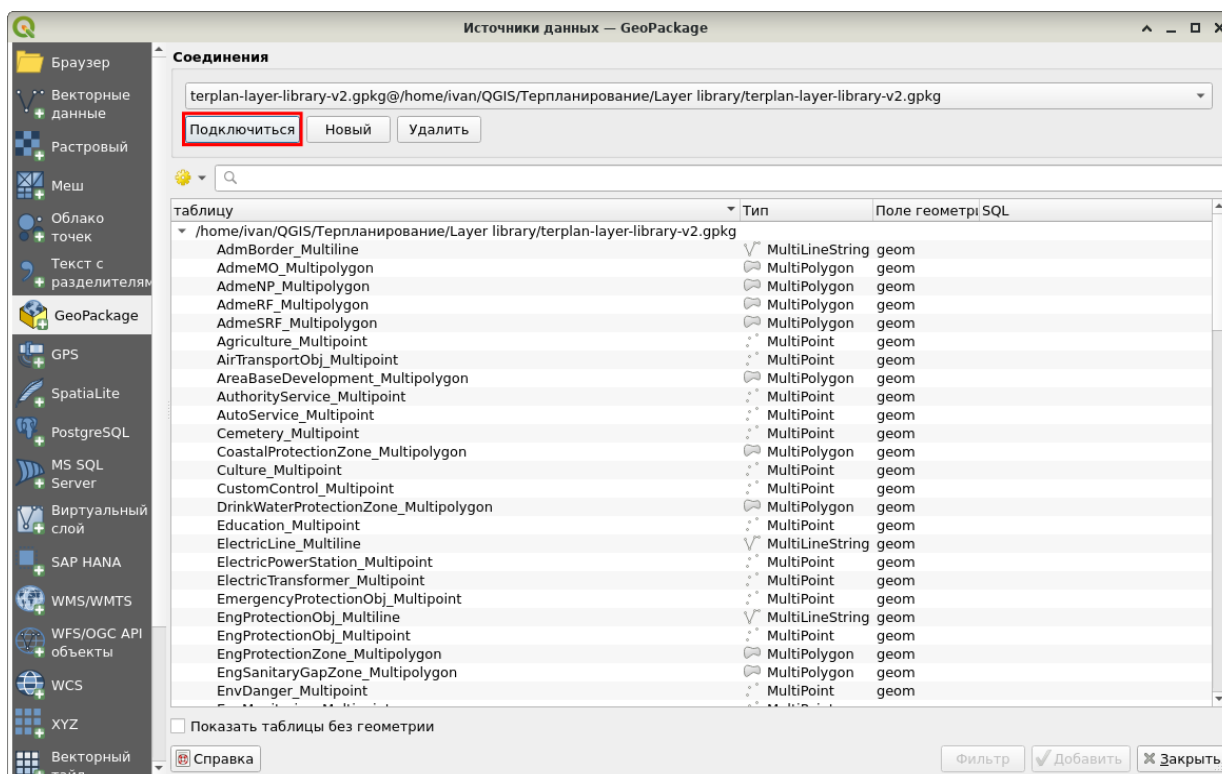 Источники данных — GeoPackage
Браузер
Векторные
данные
Растровый
Меш
Облако
точек
Текст с
разделителям
GeoPackage
GPS
SpatiaLite
PostgreSQL
MS SQL
Server
Виртуальный
слой
SAP HANA
WMS/WMTS
WFS/OGC API
объекты
WCS
XYZ
Векторный
Соединения
terplan-layer-library-v2.gpkg@/home/ivan/QGIS/Терпланирование/Layer library/terplan-layer-library-v2.gpkg
Подключиться Новый Удалить
таблицу Тип Поле геометри SQL
/home/ivan/QGIS/Терпланирование/Layer library/terplan-layer-library-v2.gpkg
AdmBorder_Multiline MultiLineString geom
AdmeMO_Multipolygon MultiPolygon geom
AdmeNP_Multipolygon MultiPolygon geom
AdmeRF_Multipolygon MultiPolygon geom
AdmeSRF_Multipolygon MultiPolygon geom
Agriculture_Multipoint MultiPoint geom
AirTransportObj_Multipoint MultiPoint geom
AreaBaseDevelopment_Multipolygon MultiPolygon geom
AuthorityService_Multipoint MultiPoint geom
AutoService_Multipoint MultiPoint geom
Cemetery_Multipoint MultiPoint geom
CoastalProtectionZone_Multipolygon MultiPolygon geom
Culture_Multipoint MultiPoint geom
CustomControl_Multipoint MultiPoint geom
DrinkWaterProtectionZone_Multipolygon MultiPolygon geom
Education_Multipoint MultiPoint geom
ElectricLine_Multiline MultiLineString geom
ElectricPowerStation_Multipoint MultiPoint geom
ElectricTransformer_Multipoint MultiPoint geom
EmergencyProtectionObj_Multipoint MultiPoint geom
EngProtectionObj_Multiline MultiLineString geom
EngProtectionObj_Multipoint MultiPoint geom
EngProtectionZone_Multipolygon MultiPolygon geom
EngSanitaryGapZone_Multipolygon MultiPolygon geom
EnvDanger_Multipoint MultiPoint geom
Показать таблицы без геометрии
Справка Фильтр Добавить Закрыть